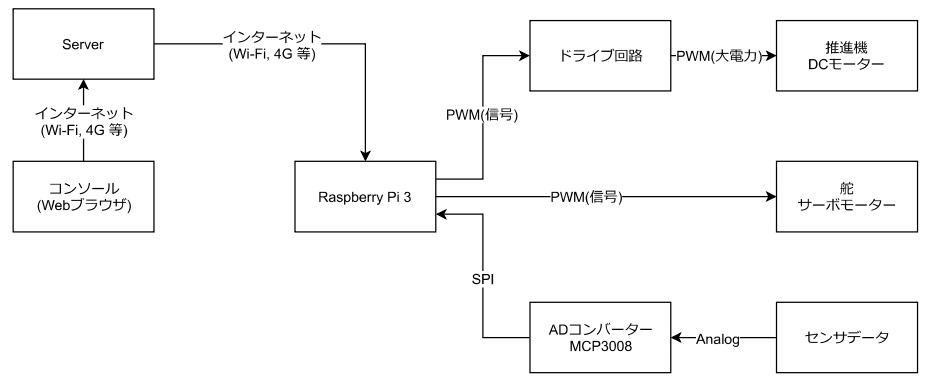 Server
インターネット
(Wi-Fi, 4G 等)
インターネット
(Wi-Fi, 4G 等)
コンソール
(Webブラウザ)
Raspberry Pi 3
PWM(信号)
ドライブ回路
PWM(大電力)
推進機
DCモーター
PWM(信号)
舵
サーボモーター
SPI
ADコンバーター
MCP3008
Analog
センサデータ